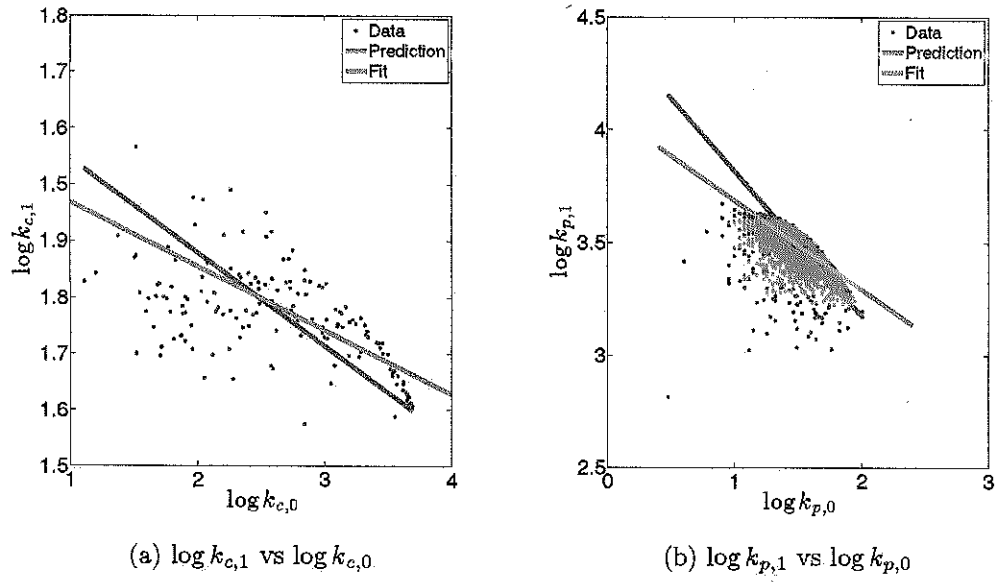 1.8
1.7
1.6
1.5
1.9
1.8
1.7
1.6
1.5
log k_{c,1}
Data
Prediction
Fit
1 2 3 4
log k_{c,0}
(a) log k_{c,1} vs log k_{c,0}
4.5
4
3.5
3
2.5
log k_{p,1}
Data
Prediction
Fit
0 1 2 3
log k_{p,0}
(b) log k_{p,1} vs log k_{p,0}